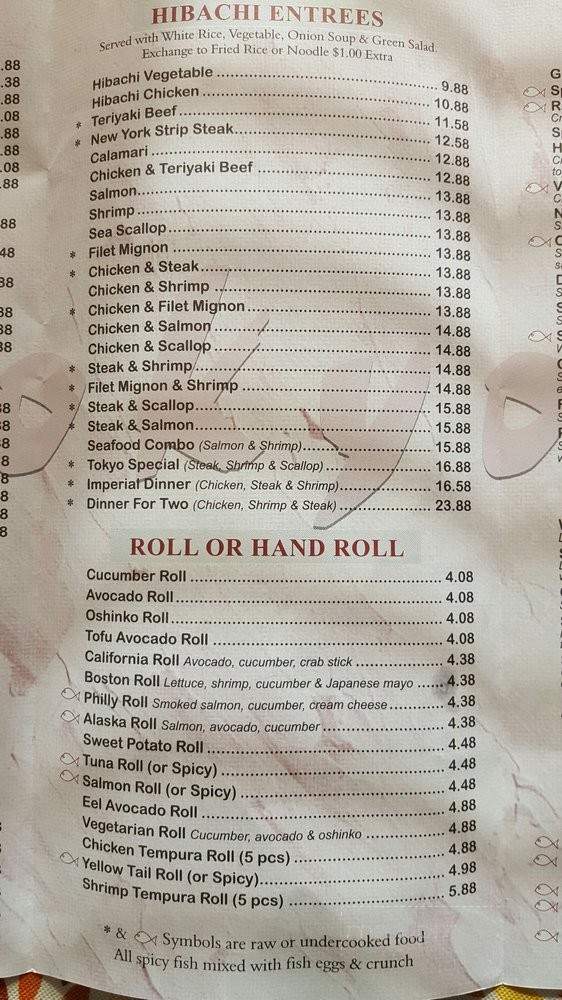 HIBACHI ENTREES
Served with White Rice, Vegetable, Onion Soup & Green Salad.
Exchange to Fried Rice or Noodle $1.00 Extra
Hibachi Vegetable 9.88
Hibachi Chicken 10.88
* Teriyaki Beef 11.58
* New York Strip Steak 12.58
Calamari 12.88
Chicken & Teriyaki Beef 12.88
Salmon 13.88
Shrimp 13.88
Sea Scallop 13.88
* Filet Mignon 13.88
* Chicken & Steak 13.88
Chicken & Shrimp 13.88
* Chicken & Filet Mignon 13.88
Chicken & Salmon 14.88
Chicken & Scallop 14.88
* Steak & Shrimp 14.88
* Filet Mignon & Shrimp 14.88
* Steak & Scallop 15.88
* Steak & Salmon 15.88
Seafood Combo (Salmon & Shrimp) 15.88
* Tokyo Special (Steak, Shrimp & Scallop) 16.88
* Imperial Dinner (Chicken, Steak & Shrimp) 16.58
* Dinner For Two (Chicken, Shrimp & Steak) 23.88
ROLL OR HAND ROLL
Cucumber Roll 4.08
Avocado Roll 4.08
Oshinko Roll 4.08
Tofu Avocado Roll 4.08
California Roll Avocado, cucumber, crab stick 4.38
Boston Roll Lettuce, shrimp, cucumber & Japanese mayo 4.38
Philly Roll Smoked salmon, cucumber, cream cheese 4.38
Alaska Roll Salmon, avocado, cucumber 4.38
Sweet Potato Roll 4.48
Tuna Roll (or Spicy) 4.48
Salmon Roll (or Spicy) 4.48
Eel Avocado Roll 4.88
Vegetarian Roll Cucumber, avocado & oshinko 4.88
Chicken Tempura Roll (5 pcs) 4.88
Yellow Tail Roll (or Spicy) 4.98
Shrimp Tempura Roll (5 pcs) 5.88
* & Symbols are raw or undercooked food
All spicy fish mixed with fish eggs & crunch